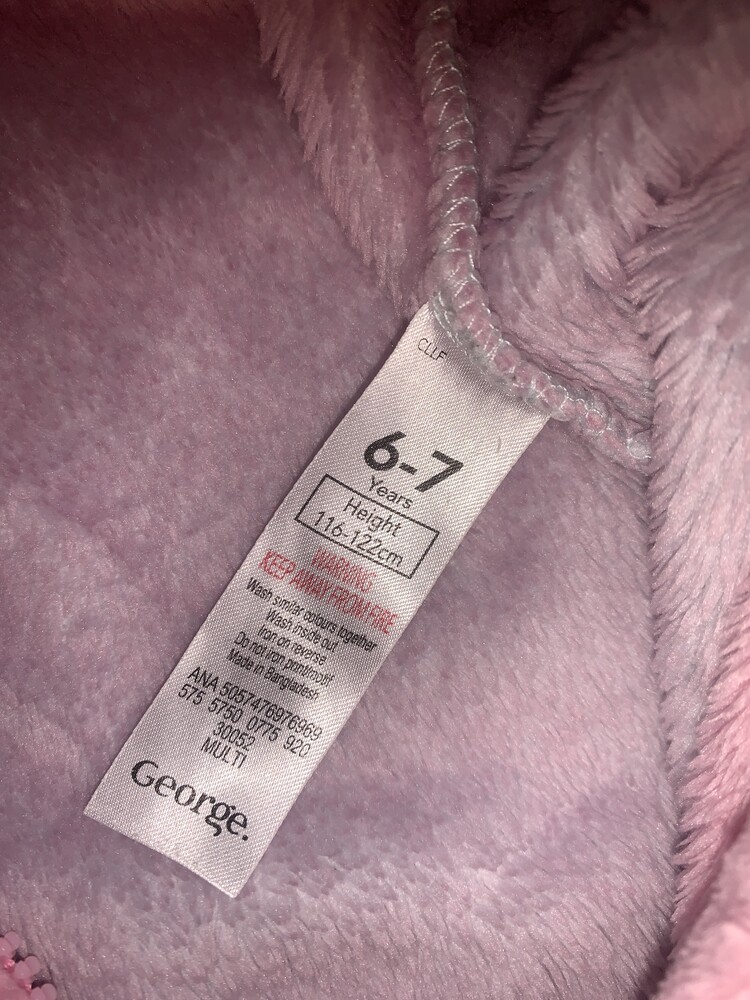 CLLF
6-7
Years
Height
116-122cm
WARNING
KEEP AWAY FROM FIRE
Wash similar colours together
Wash inside out
Iron on reverse
Do not iron print/motif
Made in Bangladesh
ANA 5057476976969
575 5750 0775 920
30052
MULTI
George.